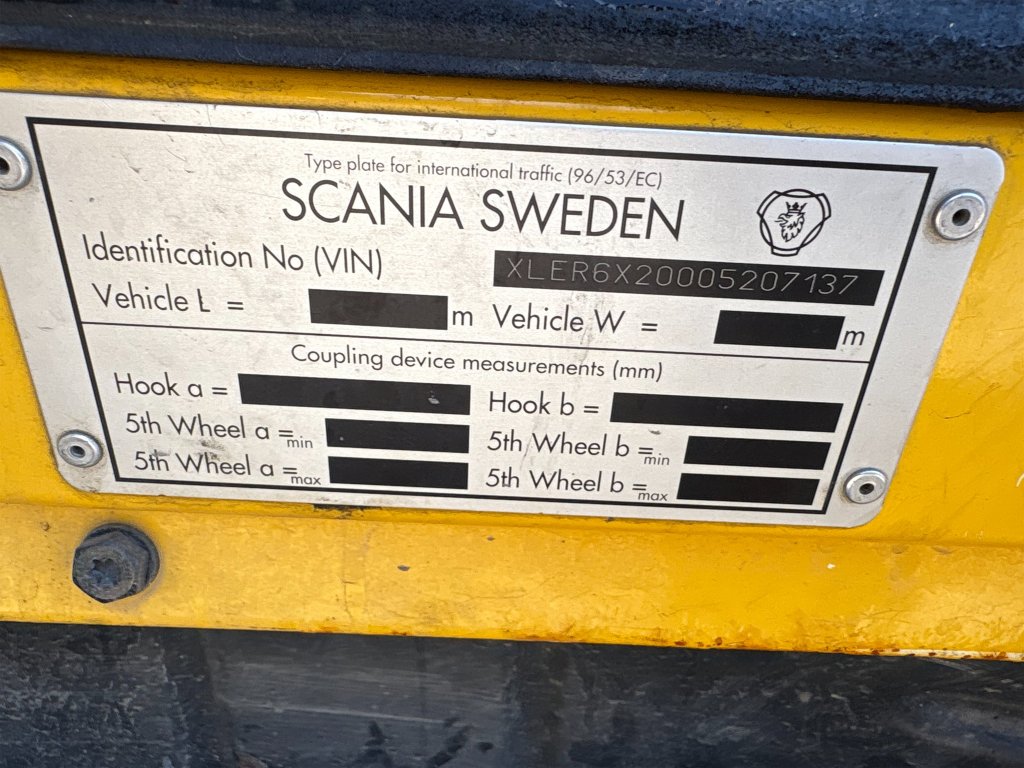 Type plate for international traffic (96/53/EC)
SCANIA SWEDEN
Identification No (VIN) XLER6X20005207137
Vehicle L = m Vehicle W = m
Coupling device measurements (mm)
Hook a = Hook b =
5th Wheel a =min 5th Wheel b =min
5th Wheel a =max 5th Wheel b =max